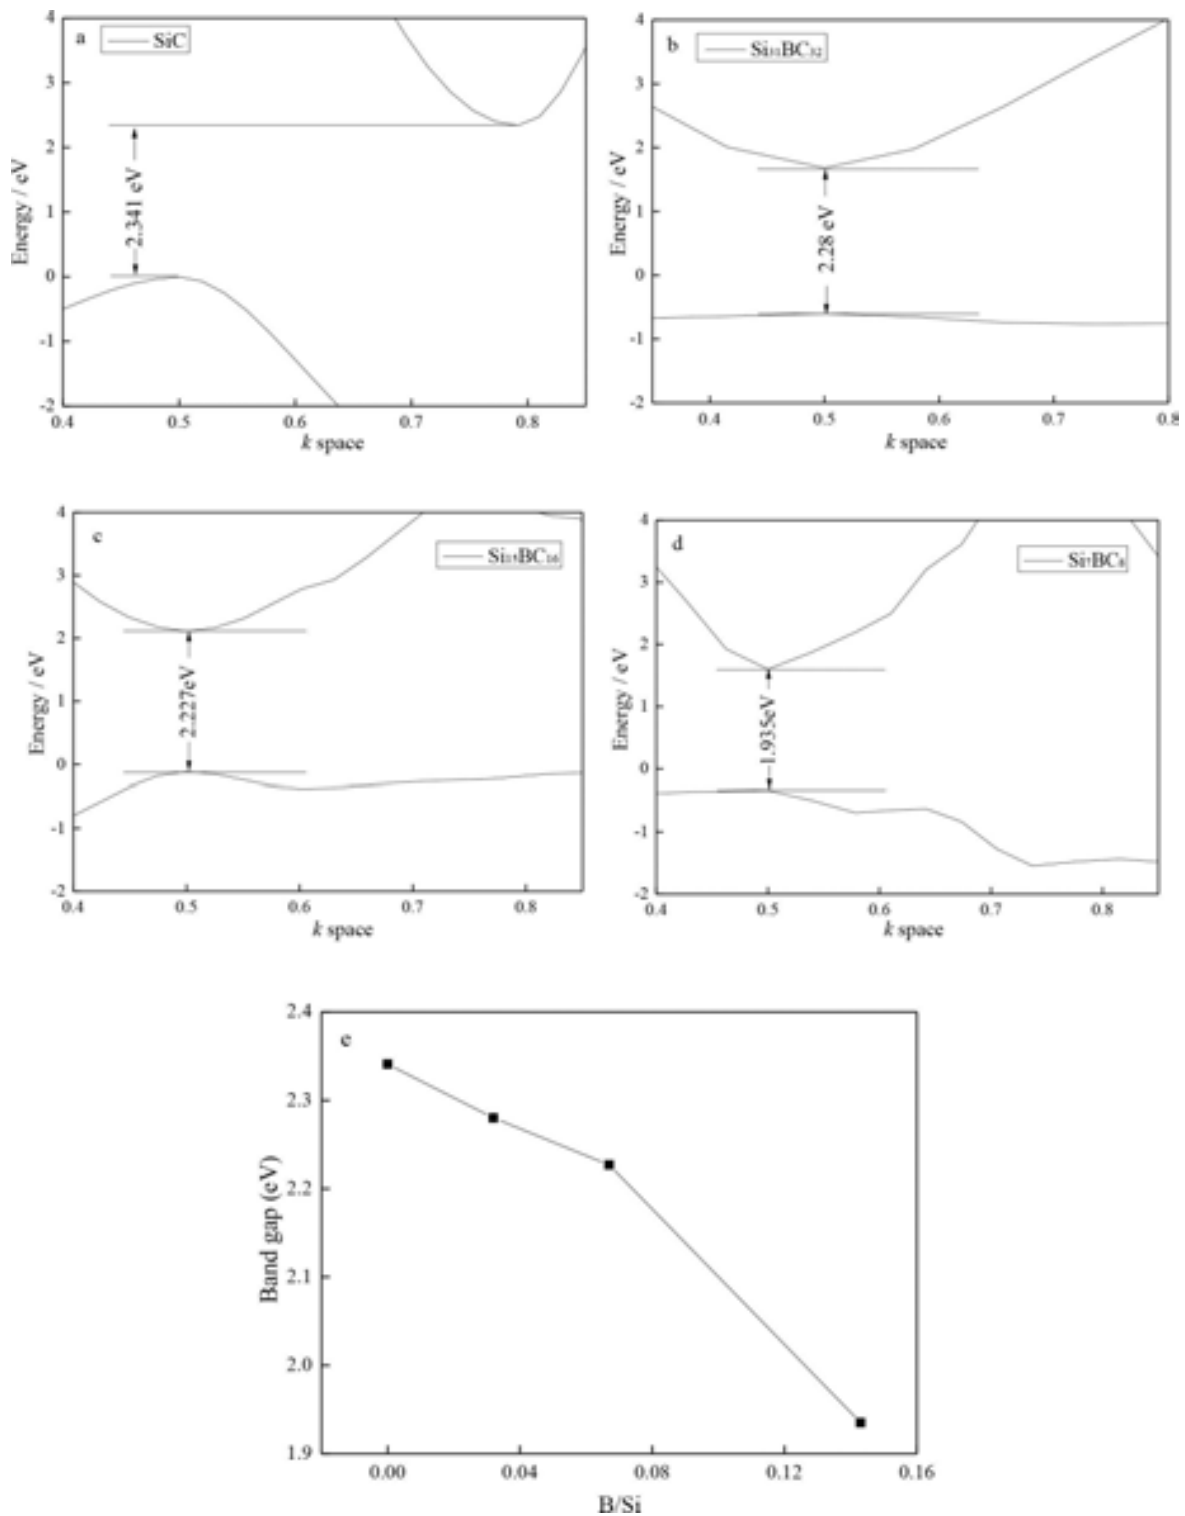 a
SiC
4
3
2
1
0
-1
-2
Energy / eV
2.341 eV
0.4
0.5
0.6
0.7
0.8
k space
b
Si₃₁BC₃₂
4
3
2
1
0
-1
-2
Energy / eV
2.28 eV
0.4
0.5
0.6
0.7
0.8
k space
c
Si₁₅BC₁₆
4
3
2
1
0
-1
-2
Energy / eV
2.227eV
0.4
0.5
0.6
0.7
0.8
k space
d
Si₇BC₈
4
3
2
1
0
-1
-2
Energy / eV
1.935eV
0.4
0.5
0.6
0.7
0.8
k space
e
2.4
2.3
2.2
2.1
2.0
1.9
Band gap (eV)
0.00
0.04
0.08
0.12
0.16
B/Si